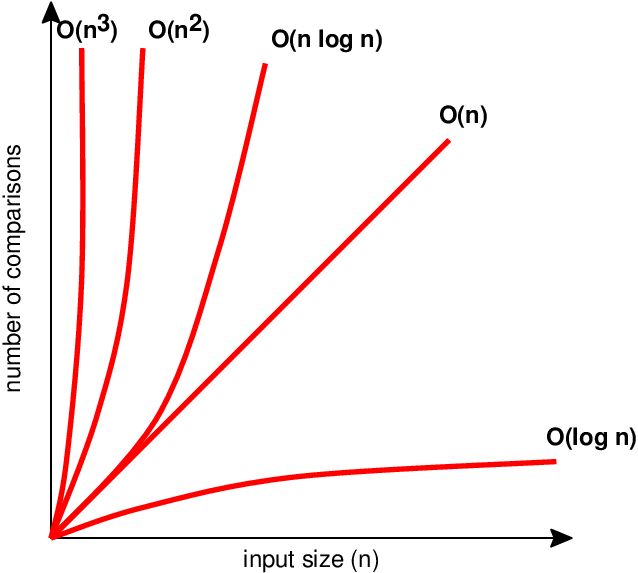 O(n³)
O(n²)
O(n log n)
O(n)
number of comparisons
O(log n)
input size (n)